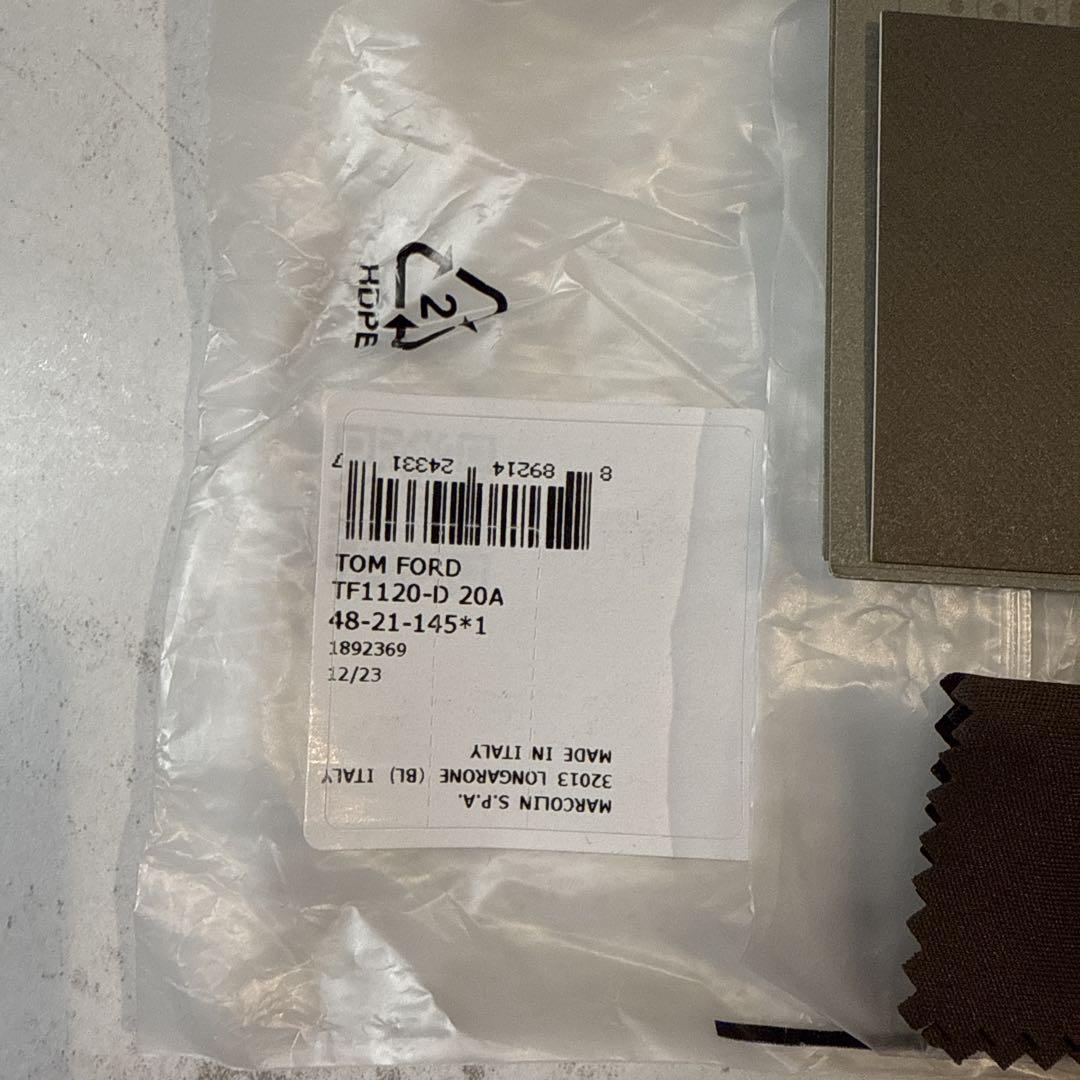 2
HDPE
8 89214 24331 7
TOM FORD
TF1120-D 20A
48-21-145*1
1892369
12/23
MARCOLIN S.P.A.
32013 LONGARONE (BL) ITALY
MADE IN ITALY